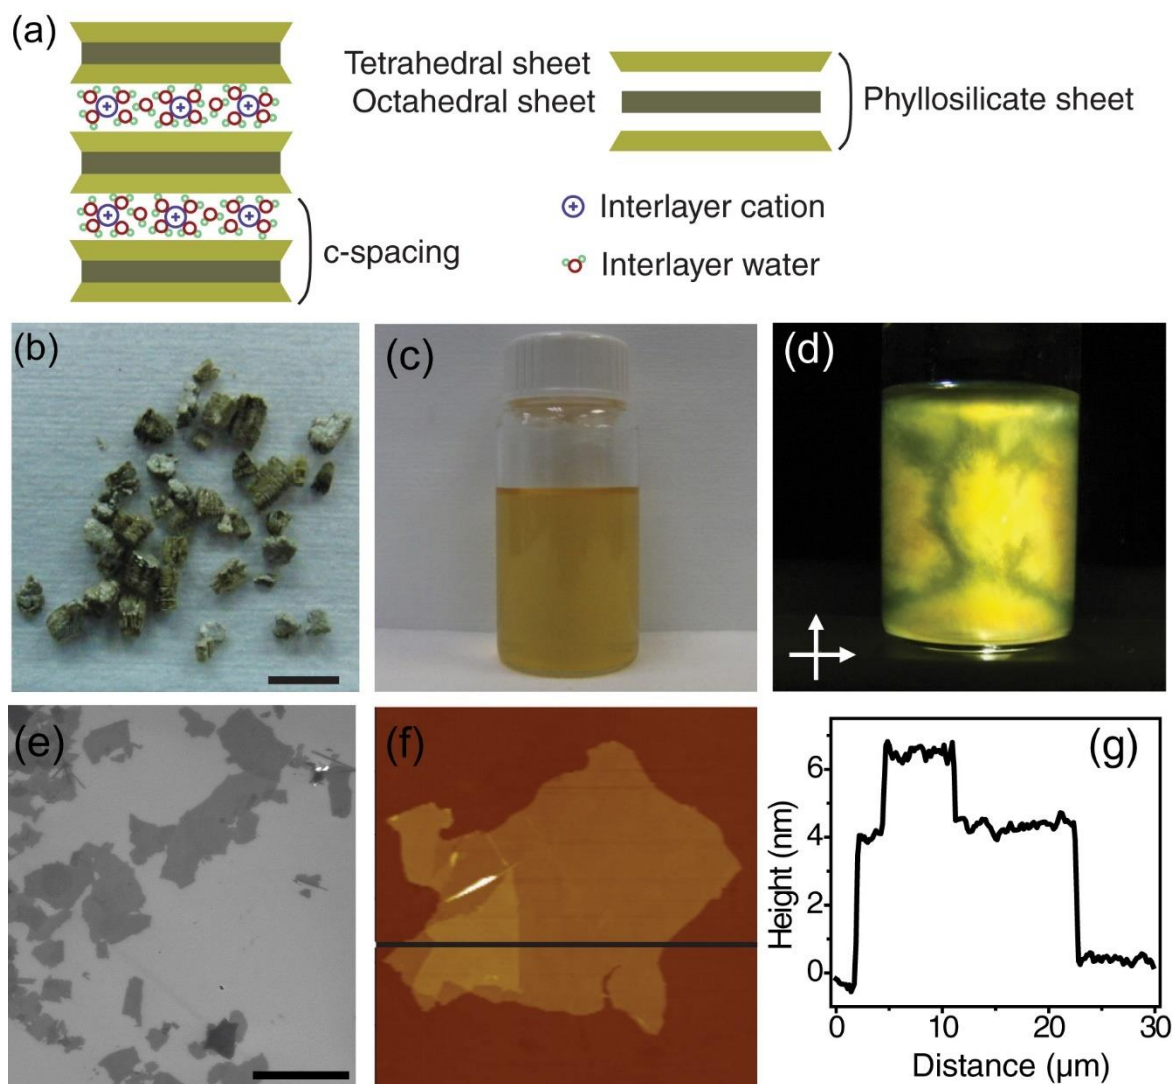 (a)
Tetrahedral sheet
Octahedral sheet
Phyllosilicate sheet
Interlayer cation
c-spacing
Interlayer water
(b)
(c)
(d)
(e)
(f)
(g)
6
4
2
0
Height (nm)
0 10 20 30
Distance (μm)